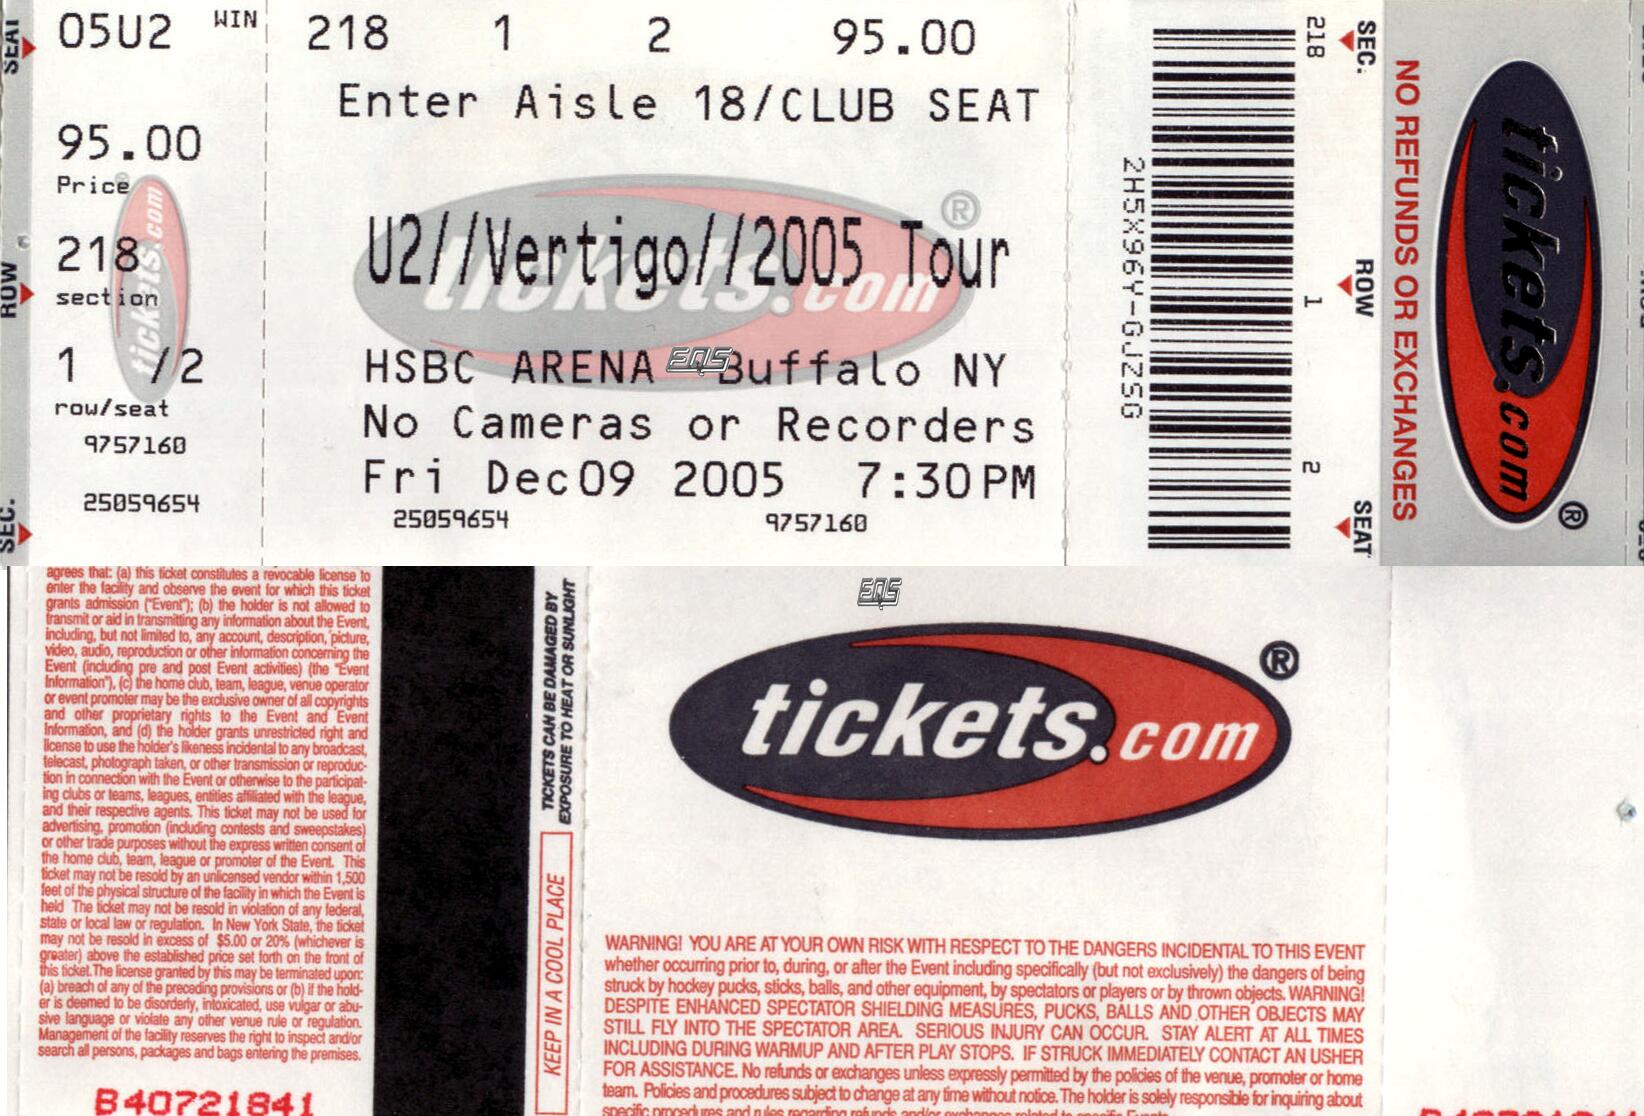 SEAT
ROW
SEC.
05U2 WIN
95.00
Price
218
section
1 /2
row/seat
9757160
25059654
tickets.com
218 1 2 95.00
Enter Aisle 18/CLUB SEAT
U2//Vertigo//2005 Tour
tickets.com®
HSBC ARENA EQS Buffalo NY
No Cameras or Recorders
Fri Dec09 2005 7:30PM
25059654 9757160
2H5X96Y-GJZSG
218 1 2
SEC. ROW SEAT
NO REFUNDS OR EXCHANGES
tickets.com®
agrees that: (a) this ticket constitutes a revocable license to
enter the facility and observe the event for which this ticket
grants admission ("Event"); (b) the holder is not allowed to
transmit or aid in transmitting any information about the Event,
including, but not limited to, any account, description, picture,
video, audio, reproduction or other information concerning the
Event (including pre and post Event activities) (the "Event
Information"), (c) the home club, team, league, venue operator
or event promoter may be the exclusive owner of all copyrights
and other proprietary rights to the Event and Event
Information, and (d) the holder grants unrestricted right and
license to use the holder's likeness incidental to any broadcast,
telecast, photograph taken, or other transmission or reproduc-
tion in connection with the Event or otherwise to the participat-
ing clubs or teams, leagues, entities affiliated with the league,
and their respective agents. This ticket may not be used for
advertising, promotion (including contests and sweepstakes)
or other trade purposes without the express written consent of
the home club, team, league or promoter of the Event. This
ticket may not be resold by an unlicensed vendor within 1,500
feet of the physical structure of the facility in which the Event is
held The ticket may not be resold in violation of any federal,
state or local law or regulation. In New York State, the ticket
may not be resold in excess of $5.00 or 20% (whichever is
greater) above the established price set forth on the front of
this ticket.The license granted by this may be terminated upon:
(a) breach of any of the preceding provisions or (b) if the hold-
er is deemed to be disorderly, intoxicated, use vulgar or abu-
sive language or violate any other venue rule or regulation.
Management of the facility reserves the right to inspect and/or
search all persons, packages and bags entering the premises.
B40721841
TICKETS CAN BE DAMAGED BY
EXPOSURE TO HEAT OR SUNLIGHT
KEEP IN A COOL PLACE
EQS
tickets.com®
WARNING! YOU ARE AT YOUR OWN RISK WITH RESPECT TO THE DANGERS INCIDENTAL TO THIS EVENT
whether occurring prior to, during, or after the Event including specifically (but not exclusively) the dangers of being
struck by hockey pucks, sticks, balls, and other equipment, by spectators or players or by thrown objects. WARNING!
DESPITE ENHANCED SPECTATOR SHIELDING MEASURES, PUCKS, BALLS AND OTHER OBJECTS MAY
STILL FLY INTO THE SPECTATOR AREA. SERIOUS INJURY CAN OCCUR. STAY ALERT AT ALL TIMES
INCLUDING DURING WARMUP AND AFTER PLAY STOPS. IF STRUCK IMMEDIATELY CONTACT AN USHER
FOR ASSISTANCE. No refunds or exchanges unless expressly permitted by the policies of the venue, promoter or home
team. Policies and procedures subject to change at any time without notice. The holder is solely responsible for inquiring about
specific procedures and rules regarding refunds and/or exchanges related to specific Events.